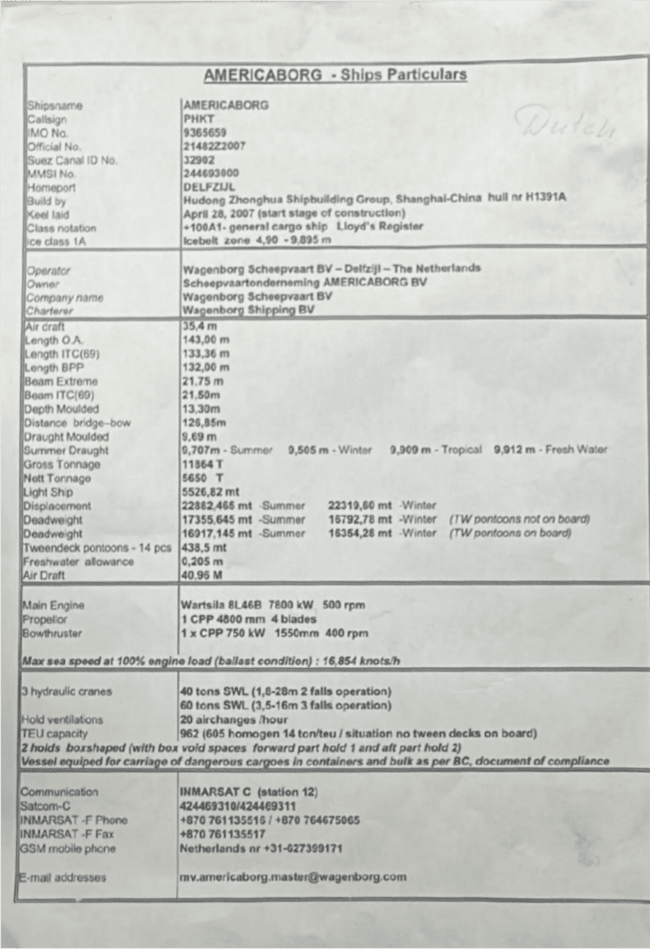 AMERICABORG - Ships Particulars
Shipsname AMERICABORG
Dutch
Callsign PHKT
IMO No. 9365659
Official No. 21482Z2007
Suez Canal ID No. 32902
MMSI No. 244693000
Homeport DELFZIJL
Build by Hudong Zhonghua Shipbuilding Group, Shanghai-China hull nr H1391A
Keel laid April 28, 2007 (start stage of construction)
Class notation +100A1- general cargo ship Lloyd's Register
Ice class 1A Icebelt zone 4,90 -9,895 m
Operator Wagenborg Scheepvaart BV – Delfzijl – The Netherlands
Owner Scheepvaartonderneming AMERICABORG BV
Company name Wagenborg Scheepvaart BV
Charterer Wagenborg Shipping BV
Air draft 35,4 m
Length O.A. 143,00 m
Length ITC(69) 133,36 m
Length BPP 132,00 m
Beam Extreme 21,75 m
Beam ITC(69) 21,50m
Depth Moulded 13,30m
Distance bridge–bow 126,85m
Draught Moulded 9,69 m
Summer Draught 9,707m - Summer 9,505 m - Winter 9,909 m - Tropical 9,912 m - Fresh Water
Gross Tonnage 11864 T
Nett Tonnage 5650 T
Light Ship 5526,82 mt
Displacement 22882,465 mt -Summer 22319,60 mt -Winter
Deadweight 17355,645 mt -Summer 16792,78 mt -Winter (TW pontoons not on board)
Deadweight 16917,145 mt -Summer 16354,28 mt -Winter (TW pontoons on board)
Tweendeck pontoons - 14 pcs 438,5 mt
Freshwater allowance 0,205 m
Air Draft 40,96 M
Main Engine Wartsila 8L46B 7800 kW 500 rpm
Propellor 1 CPP 4800 mm 4 blades
Bowthruster 1 x CPP 750 kW 1550mm 400 rpm
Max sea speed at 100% engine load (ballast condition) : 16,854 knots/h
3 hydraulic cranes 40 tons SWL (1,8-28m 2 falls operation)
60 tons SWL (3,5-16m 3 falls operation)
Hold ventilations 20 airchanges /hour
TEU capacity 962 (605 homogen 14 ton/teu / situation no tween decks on board)
2 holds boxshaped (with box void spaces forward part hold 1 and aft part hold 2)
Vessel equiped for carriage of dangerous cargoes in containers and bulk as per BC, document of compliance
Communication INMARSAT C (station 12)
Satcom-C 424469310/424469311
INMARSAT -F Phone +870 761135516 / +870 764675065
INMARSAT -F Fax +870 761135517
GSM mobile phone Netherlands nr +31-627399171
E-mail addresses mv.americaborg.master@wagenborg.com